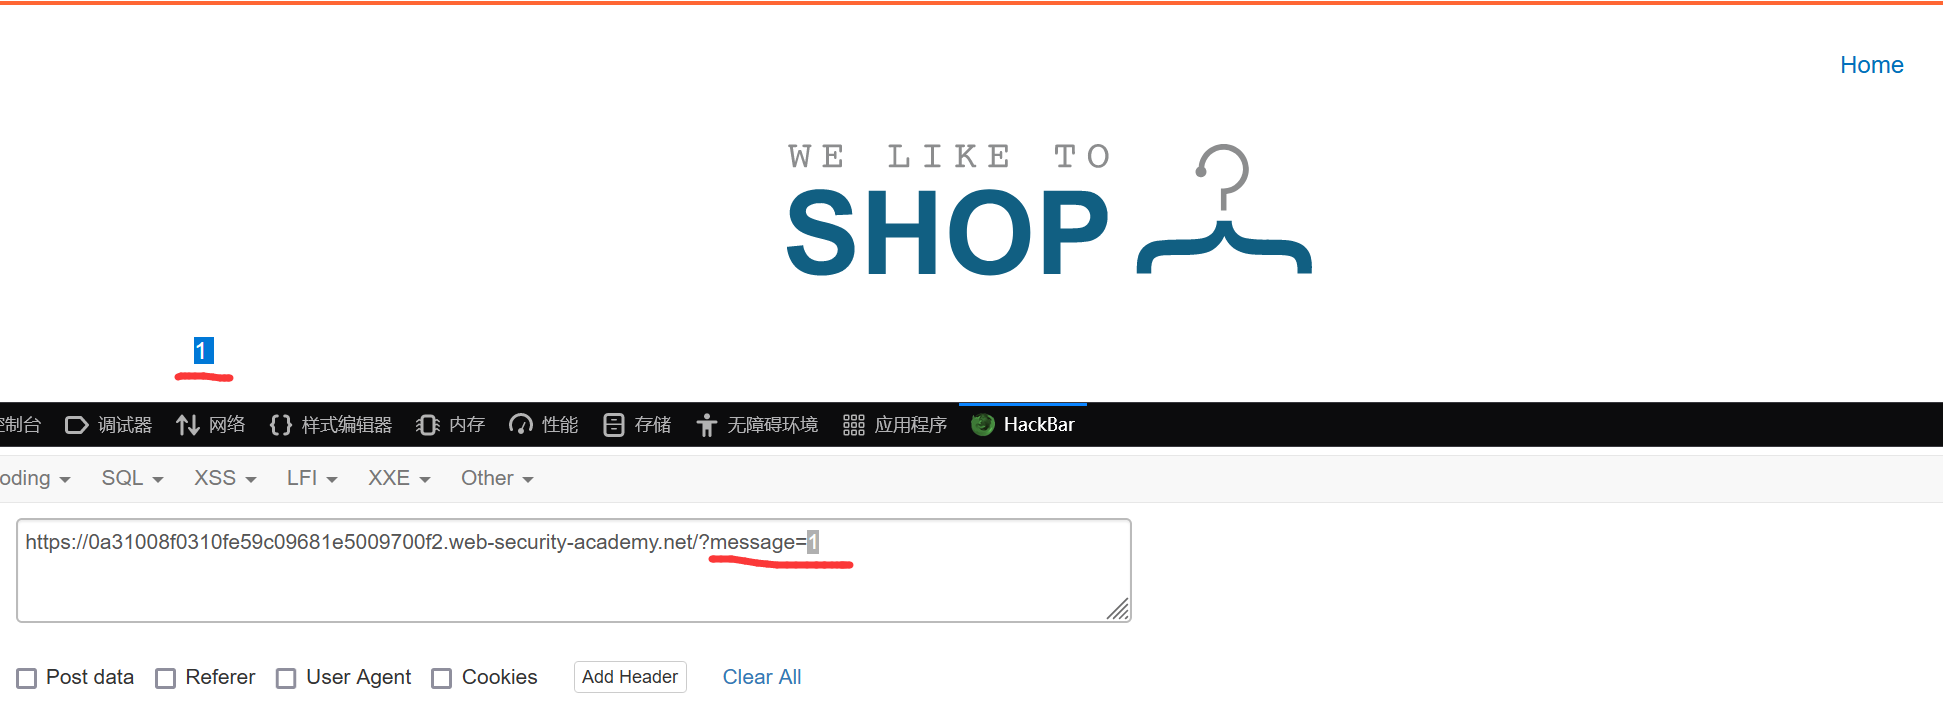 Home
WE LIKE TO
SHOP
1
控制台 调试器 网络 样式编辑器 内存 性能 存储 无障碍环境 应用程序 HackBar
oding SQL XSS LFI XXE Other
https://0a31008f0310fe59c09681e5009700f2.web-security-academy.net/?message=1
Post data Referer User Agent Cookies Add Header Clear All